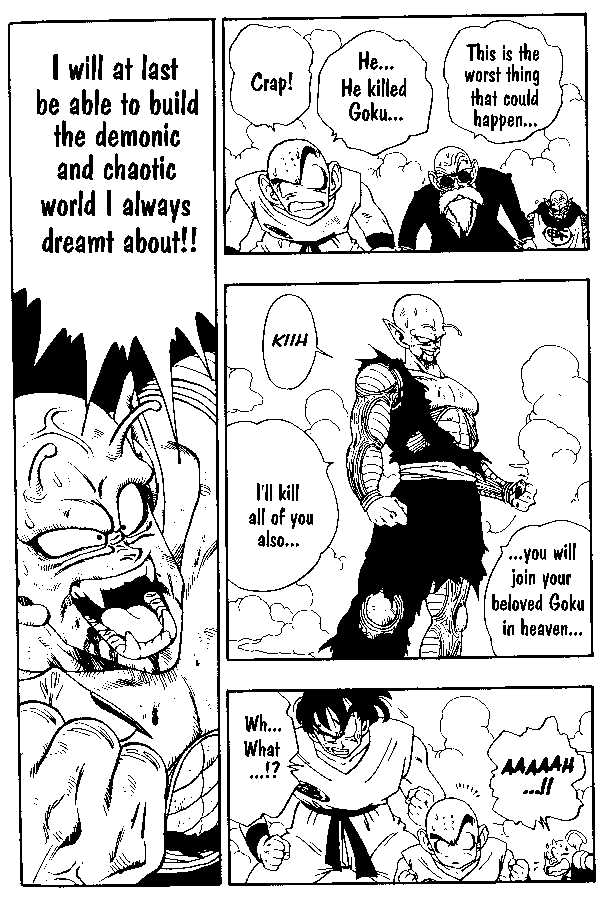 I will at last
be able to build
the demonic
and chaotic
world I always
dreamt about!!
Crap!
He...
He killed
Goku...
This is the
worst thing
that could
happen...
KIIH
I'll kill
all of you
also...
...you will
join your
beloved Goku
in heaven...
Wh...
What
...!?
AAAAAH
...!!